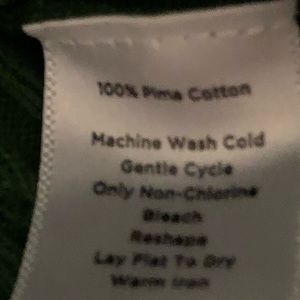 100% Pima Cotton
Machine Wash Cold
Gentle Cycle
Only Non-Chlorine
Bleach
Reshape
Lay Flat To Dry
Warm Iron